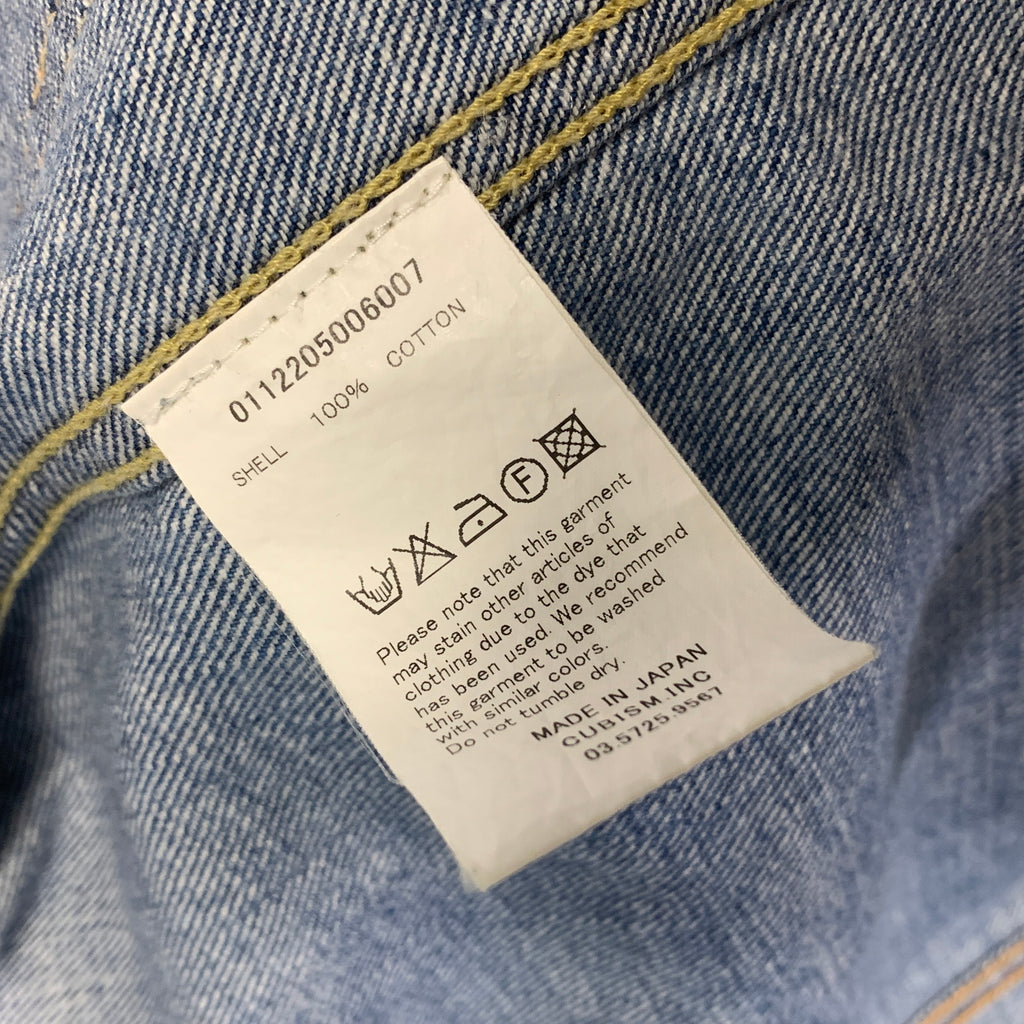 0112205006007
SHELL 100% COTTON
F
Please note that this garment
may stain other articles of
clothing due to the dye that
has been used. We recommend
this garment to be washed
with similar colors.
Do not tumble dry.
MADE IN JAPAN
CUBISM.INC
03.5725.9567